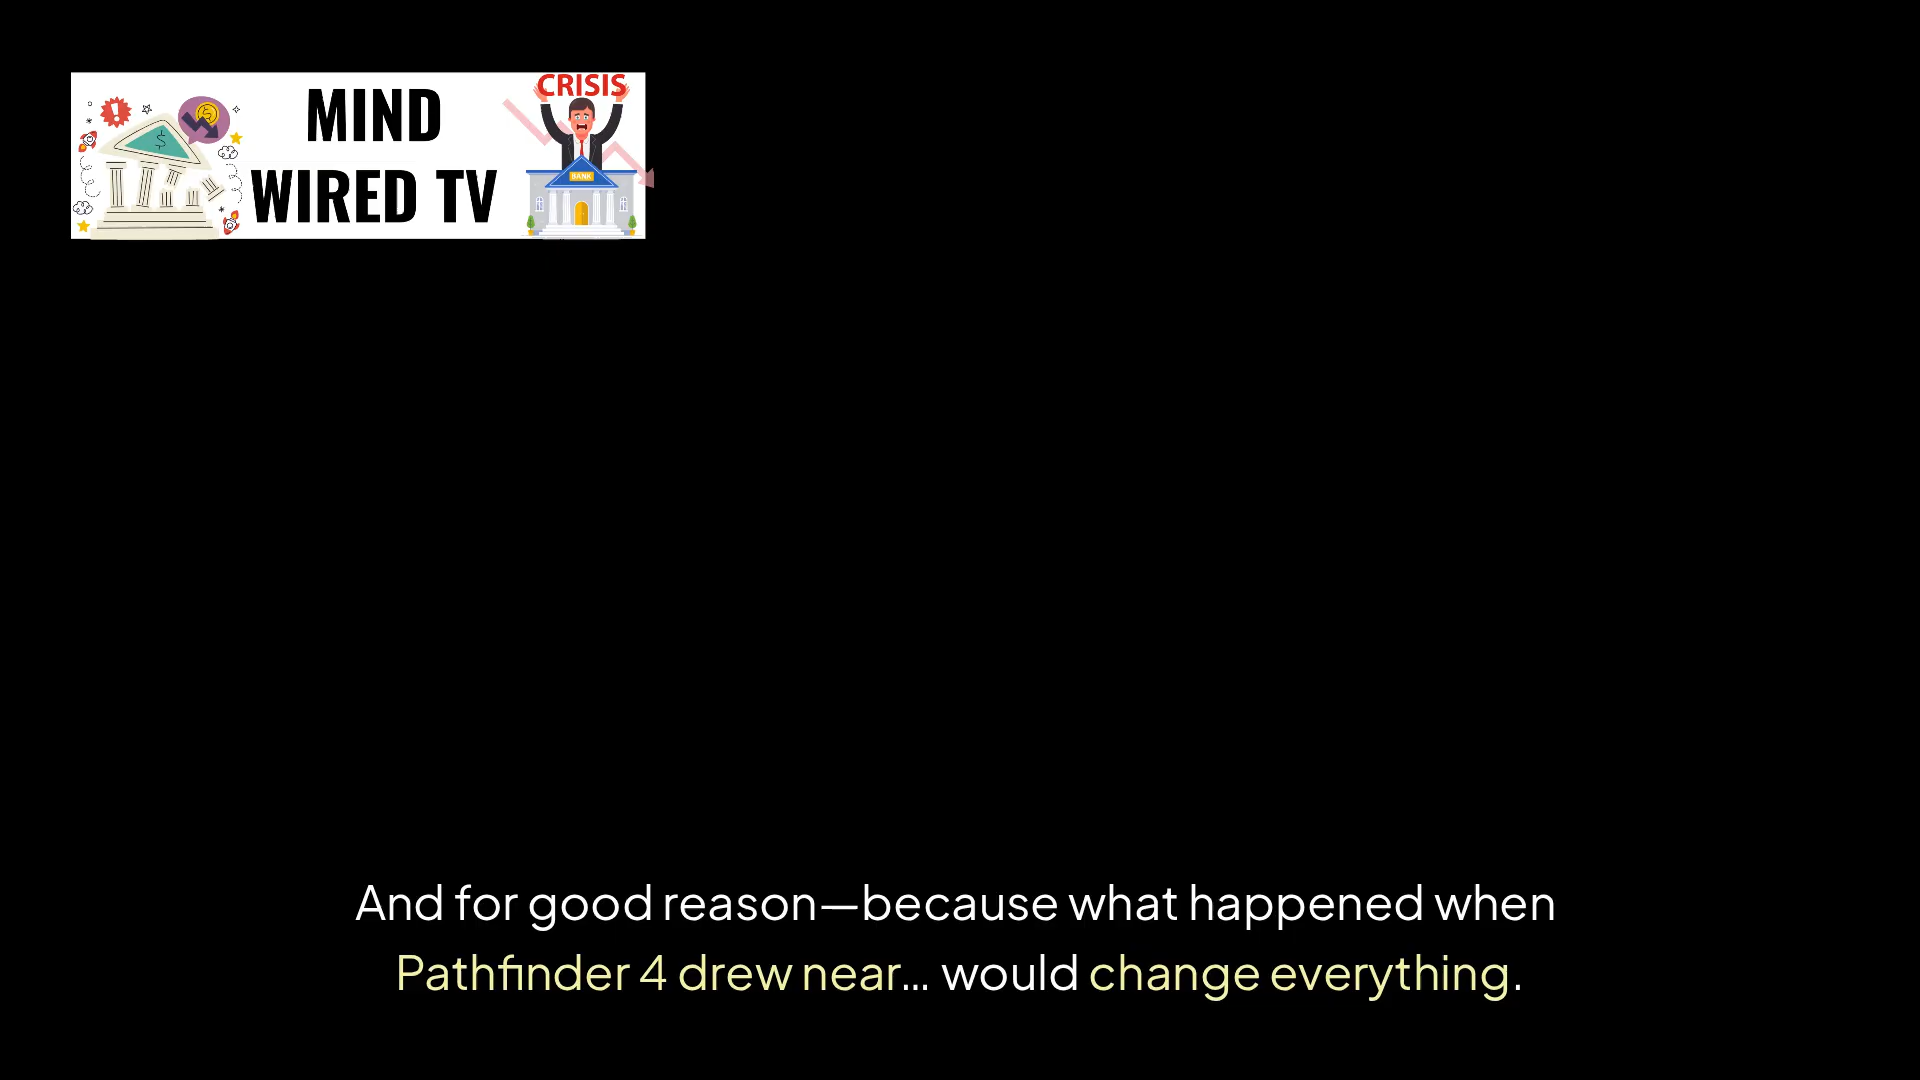 CRISIS
MIND
WIRED TV
BANK
And for good reason—because what happened when
Pathfinder 4 drew near... would change everything.